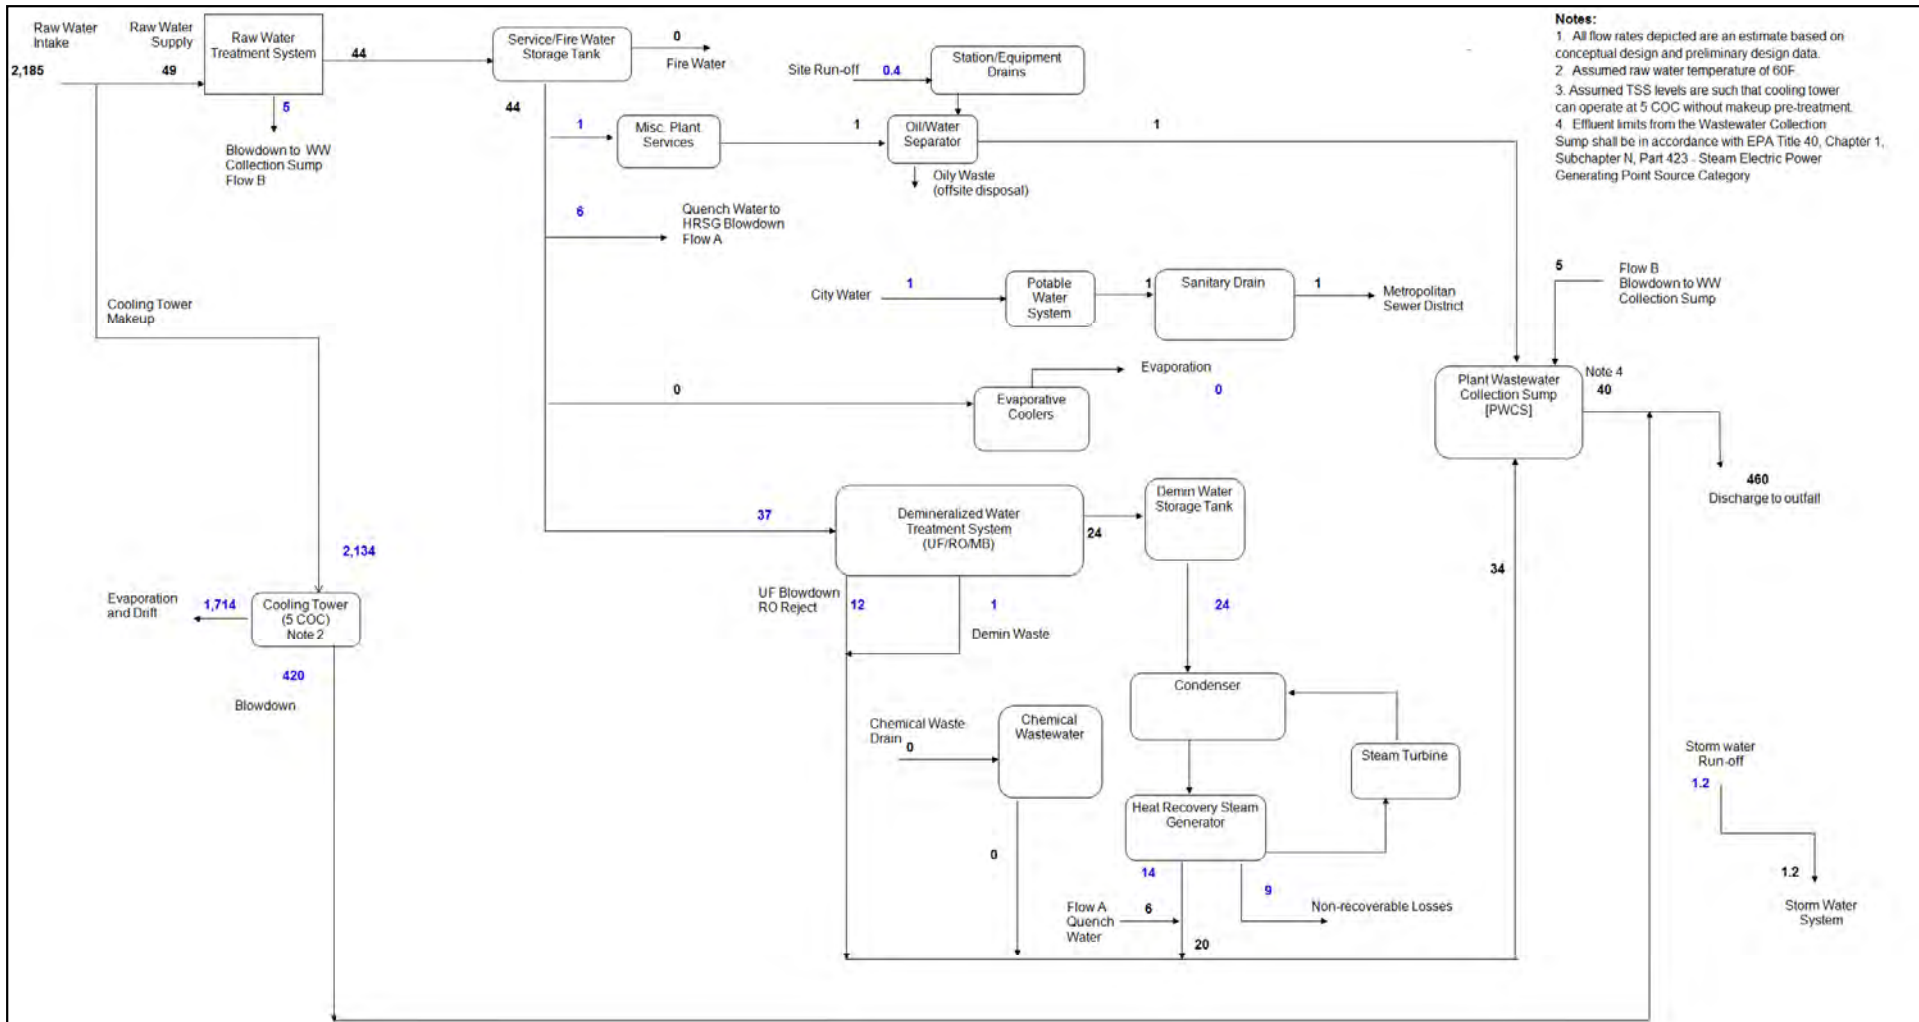 Raw Water
Intake
2,185
Raw Water
Supply
49
Raw Water
Treatment System
44
5
Blowdown to WW
Collection Sump
Flow B
Service/Fire Water
Storage Tank
0
Fire Water
44
Site Run-off
0.4
Station/Equipment
Drains
1
Misc. Plant
Services
1
Oil/Water
Separator
1
Oily Waste
(offsite disposal)
6
Quench Water to
HRSG Blowdown
Flow A
Notes:
1 All flow rates depicted are an estimate based on
conceptual design and preliminary design data.
2 Assumed raw water temperature of 60F
3. Assumed TSS levels are such that cooling tower
can operate at 5 COC without makeup pre-treatment.
4 Effluent limits from the Wastewater Collection
Sump shall be in accordance with EPA Title 40, Chapter 1,
Subchapter N, Part 423 - Steam Electric Power
Generating Point Source Category
City Water
1
Potable
Water
System
1
Sanitary Drain
1
Metropolitan
Sewer District
5
Flow B
Blowdown to WW
Collection Sump
Cooling Tower
Makeup
0
Evaporative
Coolers
Evaporation
0
Plant Wastewater
Collection Sump
[PWCS]
Note 4
40
460
Discharge to outfall
37
Demineralized Water
Treatment System
(UF/RO/MB)
24
Demin Water
Storage Tank
2,134
34
Evaporation
and Drift
1,714
Cooling Tower
(5 COC)
Note 2
UF Blowdown
RO Reject
12
1
Demin Waste
24
420
Blowdown
Condenser
Chemical Waste
Drain
0
Chemical
Wastewater
Steam Turbine
Storm water
Run-off
1.2
Heat Recovery Steam
Generator
0
14
9
Flow A
Quench
Water
6
Non-recoverable Losses
20
1.2
Storm Water
System